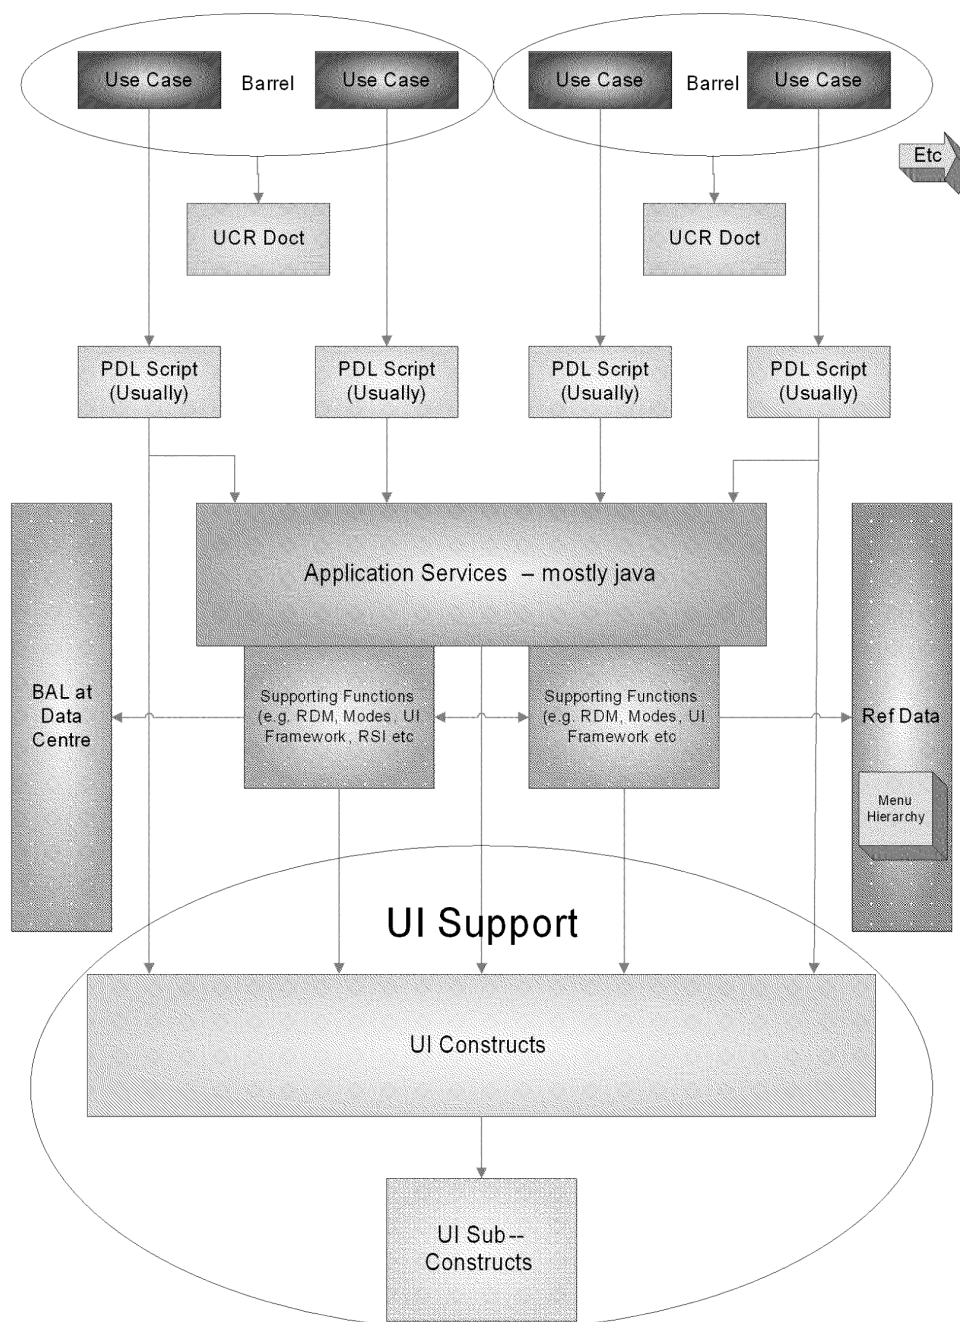 Use Case
Barrel
Use Case
Use Case
Barrel
Use Case
Etc
UCR Doct
UCR Doct
PDL Script
(Usually)
PDL Script
(Usually)
PDL Script
(Usually)
PDL Script
(Usually)
Application Services – mostly java
BAL at
Data
Centre
Supporting Functions
(e.g. RDM, Modes, UI
Framework, RSI etc
Supporting Functions
(e.g. RDM, Modes, UI
Framework etc
Ref Data
Menu
Hierarchy
UI Support
UI Constructs
UI Sub--
Constructs